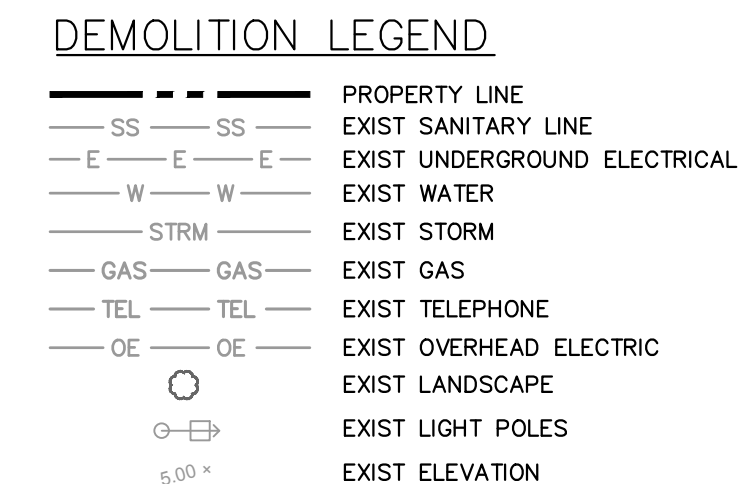 DEMOLITION LEGEND
PROPERTY LINE
SS SS EXIST SANITARY LINE
E E E EXIST UNDERGROUND ELECTRICAL
W W EXIST WATER
STRM EXIST STORM
GAS GAS EXIST GAS
TEL TEL EXIST TELEPHONE
OE OE EXIST OVERHEAD ELECTRIC
EXIST LANDSCAPE
EXIST LIGHT POLES
5.00 × EXIST ELEVATION